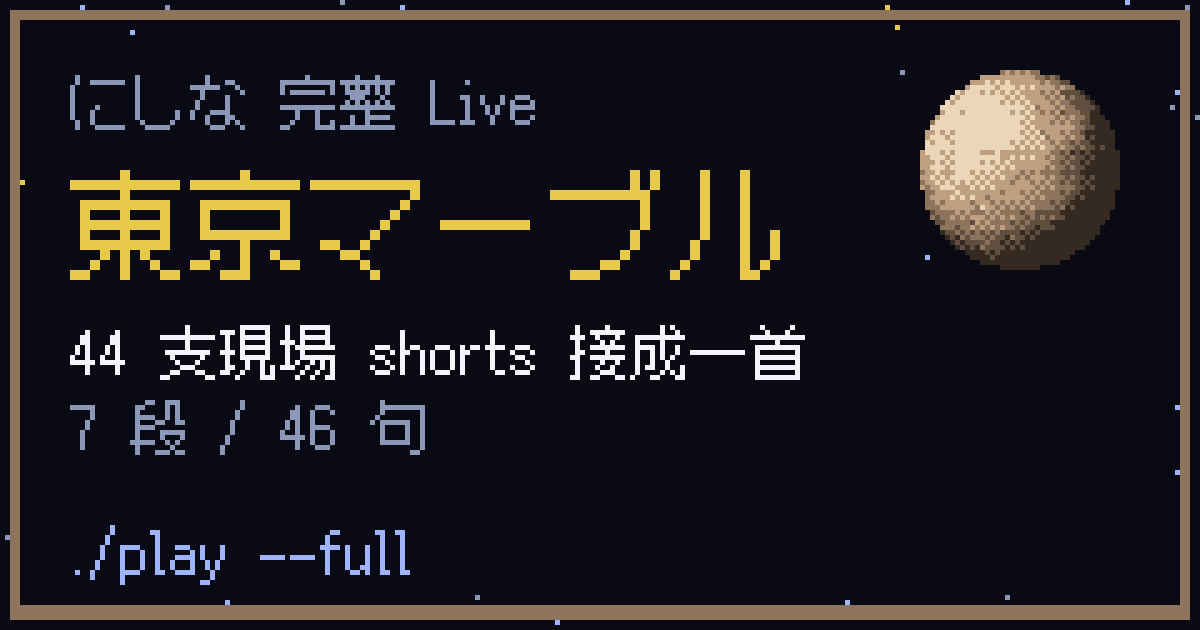 にしな 完整 Live
東京マーブル
44 支現場 shorts 接成一首
7 段 / 46 句
./play --full